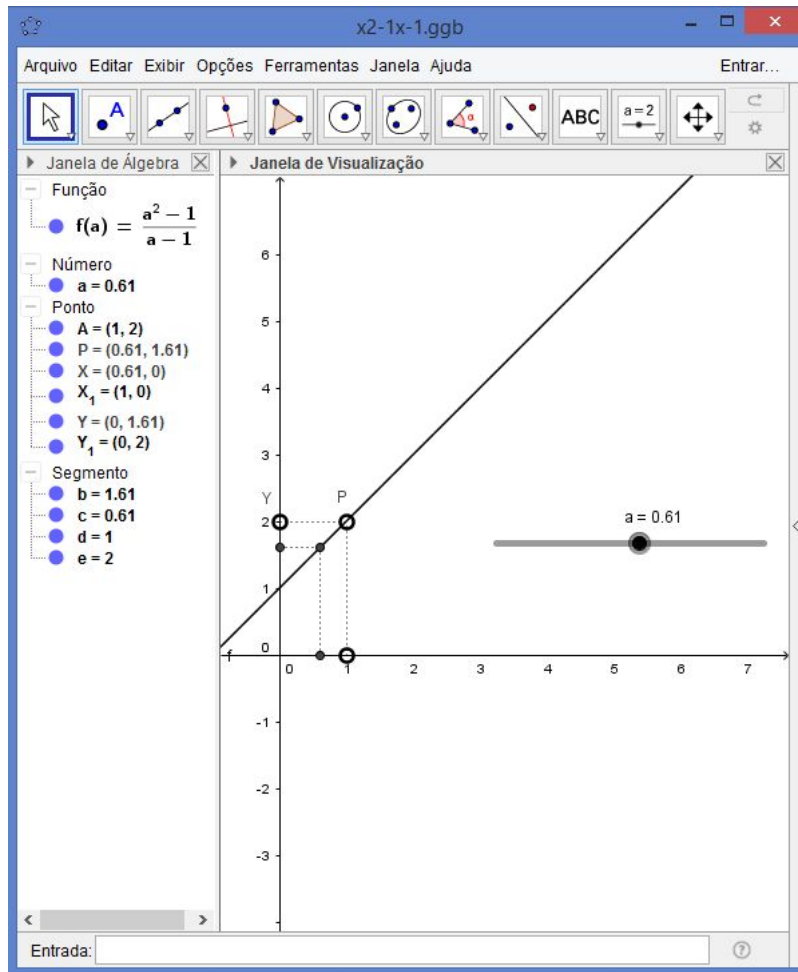 x2-1x-1.ggb
Arquivo Editar Exibir Opções Ferramentas Janela Ajuda Entrar...
A α ABC a=2
Janela de Álgebra
Função
f(a) = (a² − 1)/(a − 1)
Número
a = 0.61
Ponto
A = (1, 2)
P = (0.61, 1.61)
X = (0.61, 0)
X₁ = (1, 0)
Y = (0, 1.61)
Y₁ = (0, 2)
Segmento
b = 1.61
c = 0.61
d = 1
e = 2
Janela de Visualização
6
5
4
3
Y P
2
a = 0.61
1
0
f
0 1 2 3 4 5 6 7
-1
-2
-3
Entrada: